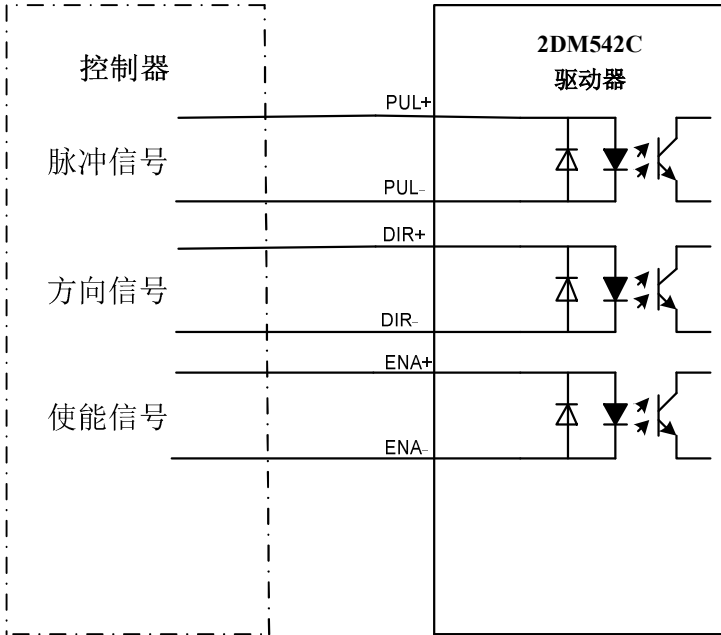 控制器
2DM542C
驱动器
PUL+
脉冲信号
PUL-
DIR+
方向信号
DIR-
ENA+
使能信号
ENA-